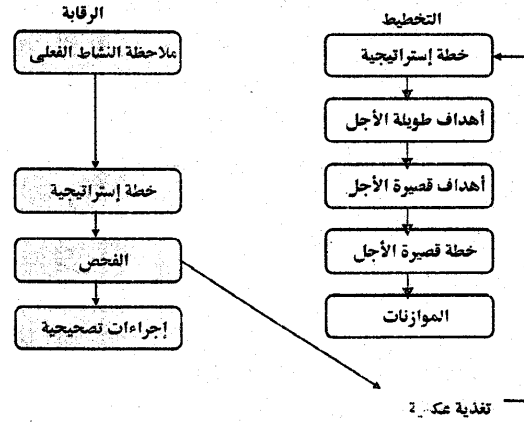 التخطيط
خطة إستراتيجية
أهداف طويلة الأجل
أهداف قصيرة الأجل
خطة قصيرة الأجل
الموازنات
الرقابة
ملاحظة النشاط الفعلى
خطة إستراتيجية
الفحص
إجراءات تصحيحية
تغذية